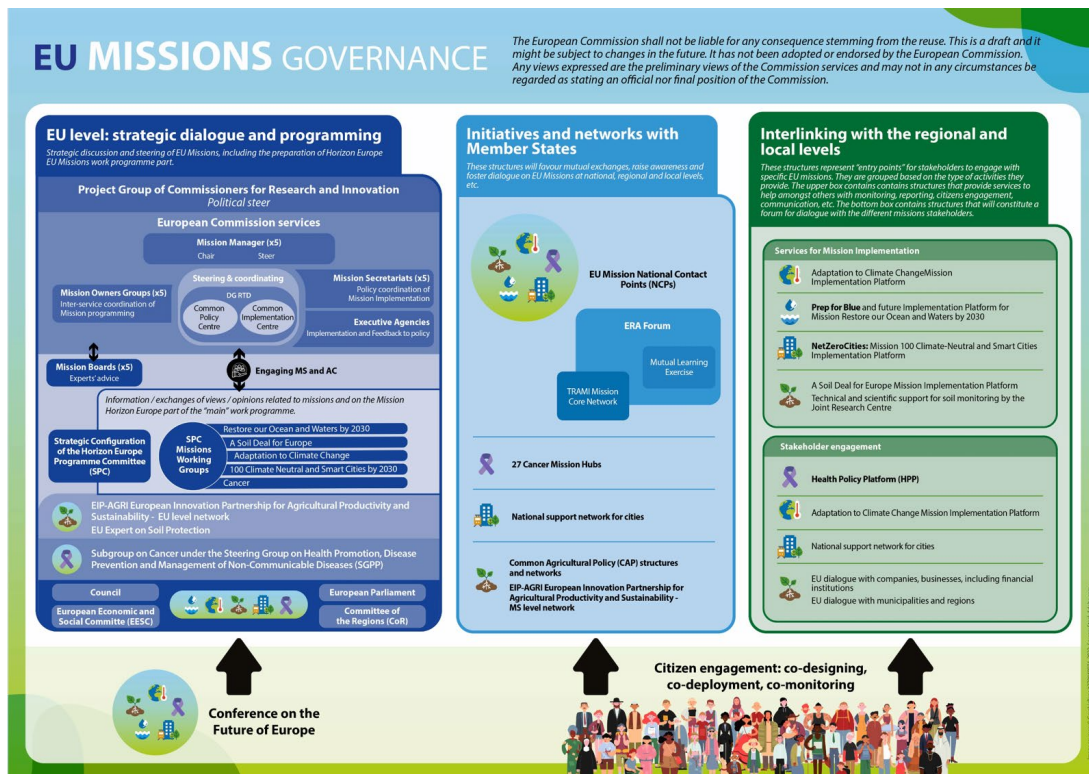 EU MISSIONS GOVERNANCE
The European Commission shall not be liable for any consequence stemming from the reuse. This is a draft and it
might be subject to changes in the future. It has not been adopted or endorsed by the European Commission.
Any views expressed are the preliminary views of the Commission services and may not in any circumstances be
regarded as stating an official nor final position of the Commission.
EU level: strategic dialogue and programming
Strategic discussion and steering of EU Missions, including the preparation of Horizon Europe
EU Missions work programme part.
Project Group of Commissioners for Research and Innovation
Political steer
European Commission services
Mission Manager (x5)
Chair Steer
Steering & coordinating
DG RTD
Common
Policy
Centre
Common
Implementation
Centre
Mission Owners Groups (x5)
Inter-service coordination of
Mission programming
Mission Secretariats (x5)
Policy coordination of
Mission Implementation
Executive Agencies
Implementation and Feedback to policy
Mission Boards (x5)
Experts' advice
Engaging MS and AC
Information / exchanges of views / opinions related to missions and on the Mission
Horizon Europe part of the "main" work programme.
Strategic Configuration
of the Horizon Europe
Programme Committee
(SPC)
SPC
Missions
Working
Groups
Restore our Ocean and Waters by 2030
A Soil Deal for Europe
Adaptation to Climate Change
100 Climate Neutral and Smart Cities by 2030
Cancer
EIP-AGRI European Innovation Partnership for Agricultural Productivity and
Sustainability - EU level network
EU Expert on Soil Protection
Subgroup on Cancer under the Steering Group on Health Promotion, Disease
Prevention and Management of Non-Communicable Diseases (SGPP)
Council
European Parliament
European Economic and
Social Committe (EESC)
Committee of
the Regions (CoR)
Initiatives and networks with
Member States
These structures will favour mutual exchanges, raise awareness and
foster dialogue on EU Missions at national, regional and local levels,
etc.
EU Mission National Contact
Points (NCPs)
ERA Forum
Mutual Learning
Exercise
TRAMI Mission
Core Network
27 Cancer Mission Hubs
National support network for cities
Common Agricultural Policy (CAP) structures
and networks
EIP-AGRI European Innovation Partnership for
Agricultural Productivity and Sustainability -
MS level network
Interlinking with the regional and
local levels
These structures represent "entry points" for stakeholders to engage with
specific EU missions. They are grouped based on the type of activities they
provide. The upper box contains contains structures that provide services to
help amongst others with monitoring, reporting, citizens engagement,
communication, etc. The bottom box contains structures that will constitute a
forum for dialogue with the different missions stakeholders.
Services for Mission Implementation
Adaptation to Climate ChangeMission
Implementation Platform
Prep for Blue and future Implementation Platform for
Mission Restore our Ocean and Waters by 2030
NetZeroCities: Mission 100 Climate-Neutral and Smart Cities
Implementation Platform
A Soil Deal for Europe Mission Implementation Platform
Technical and scientific support for soil monitoring by the
Joint Research Centre
Stakeholder engagement
Health Policy Platform (HPP)
Adaptation to Climate Change Mission Implementation Platform
National support network for cities
EU dialogue with companies, businesses, including financial
institutions
EU dialogue with municipalities and regions
Conference on the
Future of Europe
Citizen engagement: co-designing,
co-deployment, co-monitoring